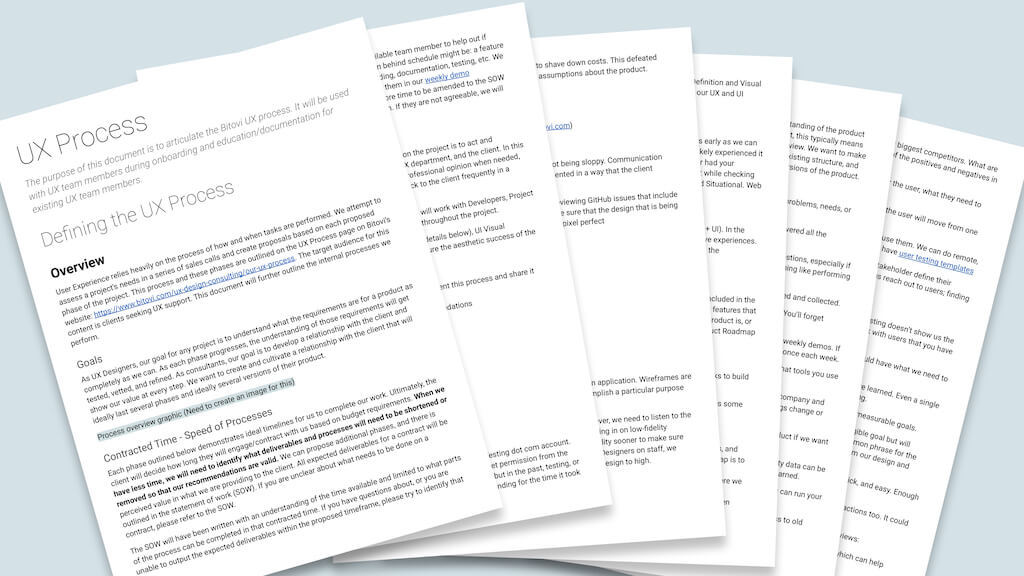 UX Process
The purpose of this document is to articulate the Bitovi UX process. It will be used
with UX team members during onboarding and education/documentation for
existing UX team members.
Defining the UX Process
Overview
User Experience relies heavily on the process of how and when tasks are performed. We attempt to
assess a project's needs in a series of sales calls and create proposals based on each proposed
phase of the project. This process and these phases are outlined on the UX Process page on Bitovi's
website: https://www.bitovi.com/ux-design-consulting/our-ux-process. The target audience for this
content is clients seeking UX support. This document will further outline the internal processes we
perform.
Goals
As UX Designers, our goal for any project is to understand what the requirements are for a product as
completely as we can. As each phase progresses, the understanding of those requirements will get
tested, vetted, and refined. As consultants, our goal is to develop a relationship with the client and
show our value at every step. We want to create and cultivate a relationship with the client that will
ideally last several phases and ideally several versions of their product.
Process overview graphic (Need to create an image for this)
Contracted Time - Speed of Processes
Each phase outlined below demonstrates ideal timelines for us to complete our work. Ultimately, the
client will decide how long they will engage/contract with us based on budget requirements. When we
have less time, we will need to identify what deliverables and processes will need to be shortened or
removed so that our recommendations are valid. We can propose additional phases, and there is
perceived value in what we are providing to the client. All expected deliverables for a contract will be
outlined in the statement of work (SOW). If you are unclear about what needs to be done on a
contract, please refer to the SOW.
The SOW will have been written with an understanding of the time available and limited to what parts
of the process can be completed in that contracted time. If you have questions about, or you are
unable to output the expected deliverables within the proposed timeframe, please try to identify that
lable team member to help out if
n behind schedule might be: a feature
ding, documentation, testing, etc. We
them in our weekly demo
ore time to be amended to the SOW
n. If they are not agreeable, we will
on the project is to act and
X department, and the client. In this
ofessional opinion when needed,
ck to the client frequently in a
will work with Developers, Project
throughout the project.
details below), UI Visual
ure the aesthetic success of the
ent this process and share it
dations
esting dot com account.
et permission from the
but in the past, testing, or
nding for the time it took
to shave down costs. This defeated
assumptions about the product.
ovi.com)
ot being sloppy. Communication
ented in a way that the client
viewing GitHub issues that include
e sure that the design that is being
pixel perfect
application. Wireframes are
mplish a particular purpose
ver, we need to listen to the
ng in on low-fidelity
ility sooner to make sure
designers on staff, we
esign to high.
Definition and Visual
our UX and UI
s early as we can
kely experienced it
r had your
while checking
d Situational. Web
+ UI). In the
ve experiences.
ncluded in the
features that
roduct is, or
uct Roadmap
ks to build
s some
, and
ap is to
ere we
en
tanding of the product
, this typically means
view. We want to make
xisting structure, and
rsions of the product.
problems, needs, or
vered all the
estions, especially if
hing like performing
ed and collected.
You'll forget
weekly demos. If
once each week.
hat tools you use
ompany and
gs change or
duct if we want
y data can be
arned.
can run your
s to old
biggest competitors. What are
of the positives and negatives in
the user, what they need to
the user will move from one
use them. We can do remote,
have user testing templates
takeholder define their
s reach out to users; finding
sting doesn't show us the
with users that you have
uld have what we need to
e learned. Even a single
measurable goals.
dible goal but will
mon phrase for the
om our design and
ck, and easy. Enough
actions too. It could
views:
which can help